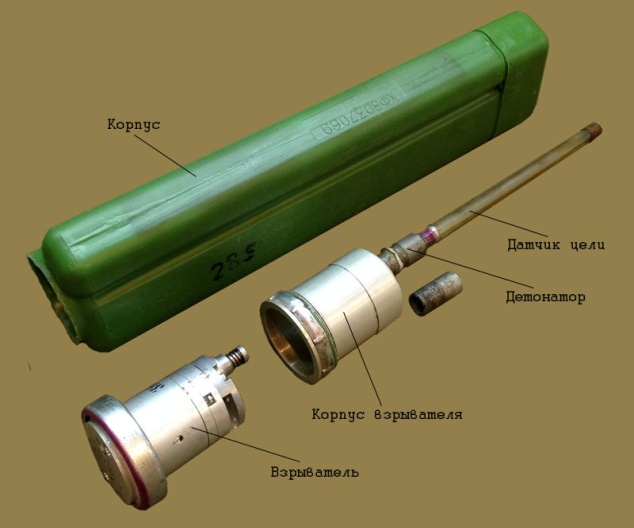 Корпус
285
Датчик цели
Детонатор
Корпус взрывателя
Взрыватель